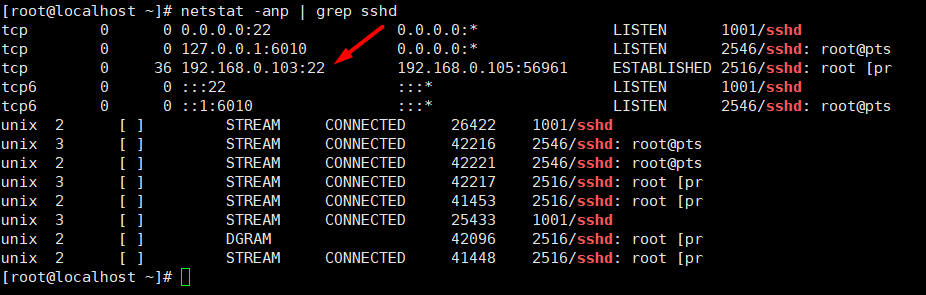 [root@localhost ~]# netstat -anp | grep sshd
tcp        0      0 0.0.0.0:22              0.0.0.0:*               LISTEN      1001/sshd
tcp        0      0 127.0.0.1:6010          0.0.0.0:*               LISTEN      2546/sshd: root@pts
tcp        0     36 192.168.0.103:22        192.168.0.105:56961     ESTABLISHED 2516/sshd: root [pr
tcp6       0      0 :::22                   :::*                    LISTEN      1001/sshd
tcp6       0      0 ::1:6010                :::*                    LISTEN      2546/sshd: root@pts
unix  2      [ ]         STREAM     CONNECTED     26422    1001/sshd
unix  3      [ ]         STREAM     CONNECTED     42216    2546/sshd: root@pts
unix  2      [ ]         STREAM     CONNECTED     42221    2546/sshd: root@pts
unix  3      [ ]         STREAM     CONNECTED     42217    2516/sshd: root [pr
unix  2      [ ]         STREAM     CONNECTED     41453    2516/sshd: root [pr
unix  3      [ ]         STREAM     CONNECTED     25433    1001/sshd
unix  2      [ ]         DGRAM                    42096    2516/sshd: root [pr
unix  2      [ ]         STREAM     CONNECTED     41448    2516/sshd: root [pr
[root@localhost ~]#